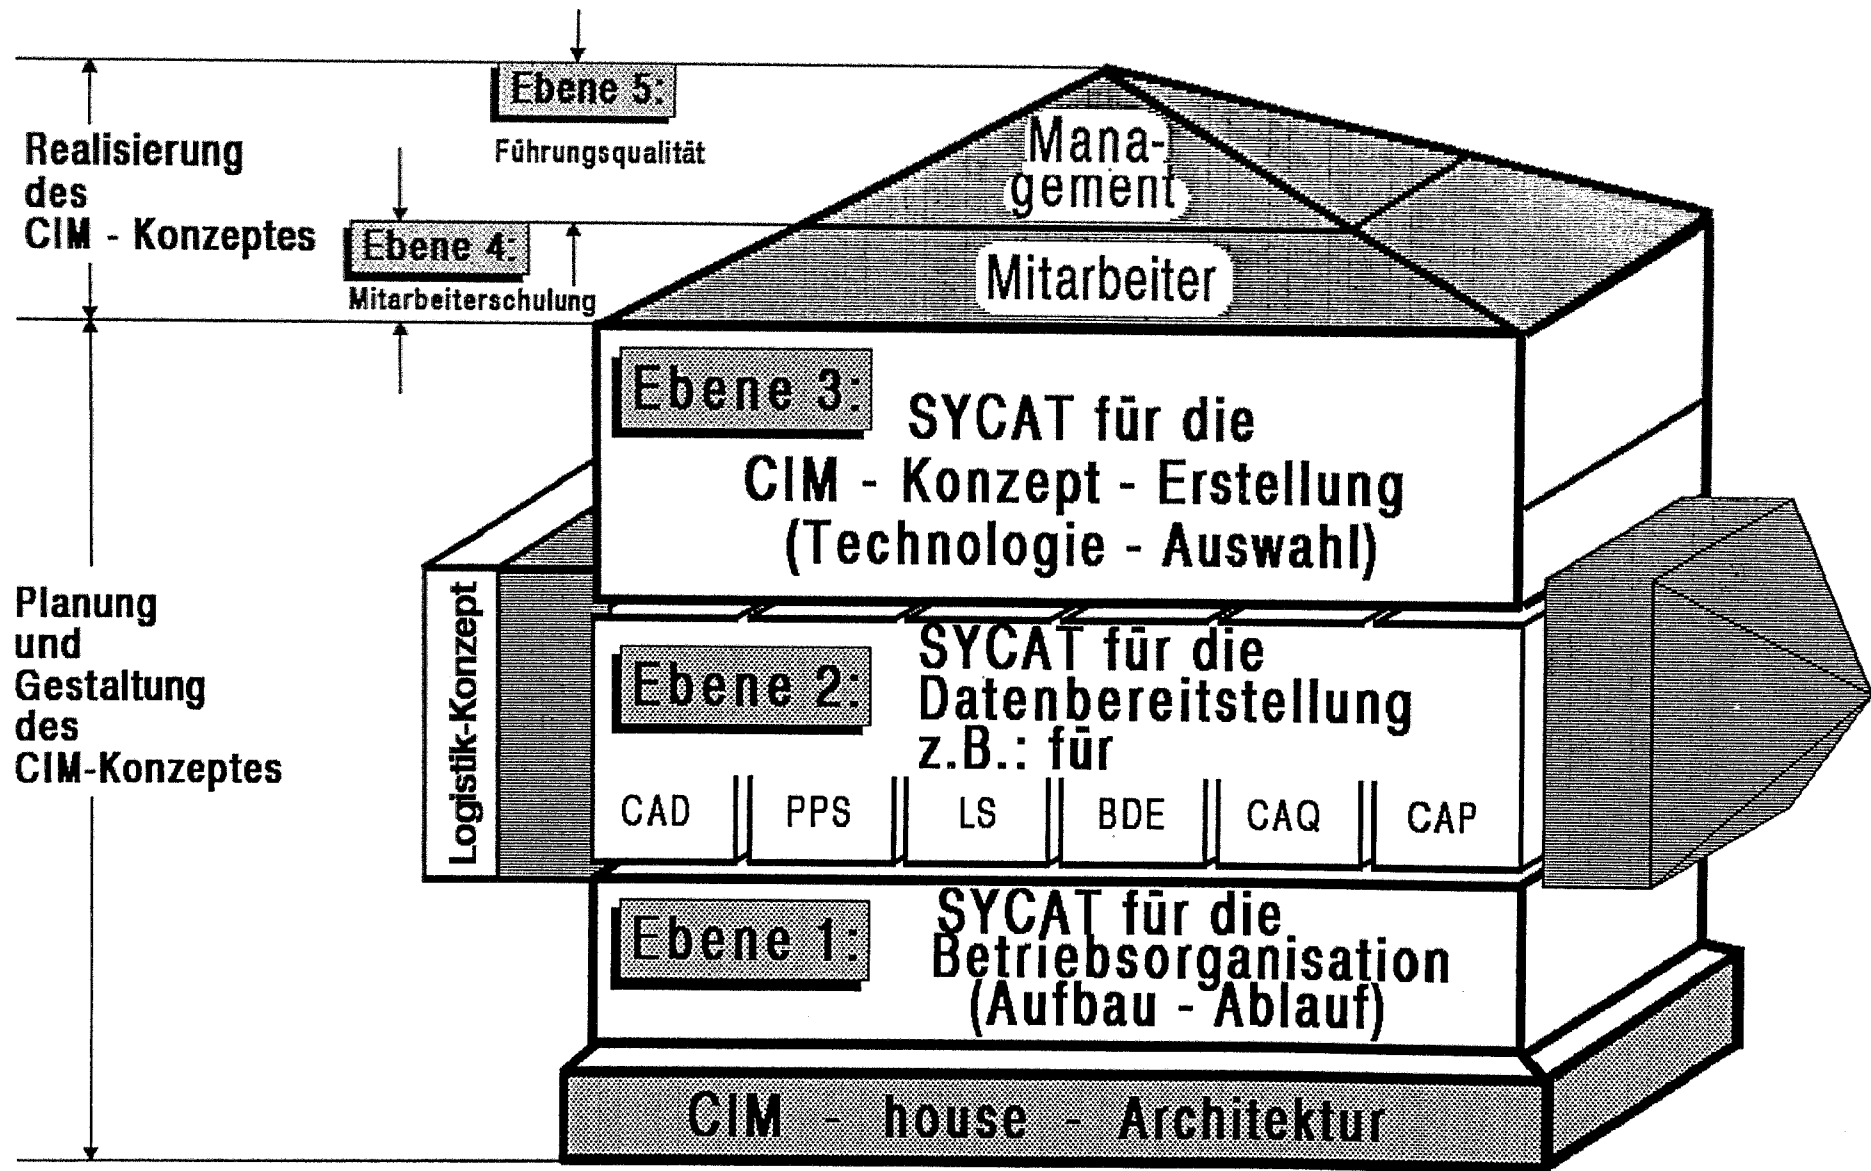 Ebene 5:
Führungsqualität
Realisierung
des
CIM - Konzeptes
Ebene 4:
Mitarbeiterschulung
Mana-
gement
Mitarbeiter
Ebene 3:
SYCAT für die
CIM - Konzept - Erstellung
(Technologie - Auswahl)
Planung
und
Gestaltung
des
CIM-Konzeptes
Logistik-Konzept
Ebene 2:
SYCAT für die
Datenbereitstellung
z.B.: für
CAD PPS LS BDE CAQ CAP
Ebene 1:
SYCAT für die
Betriebsorganisation
(Aufbau - Ablauf)
CIM - house - Architektur